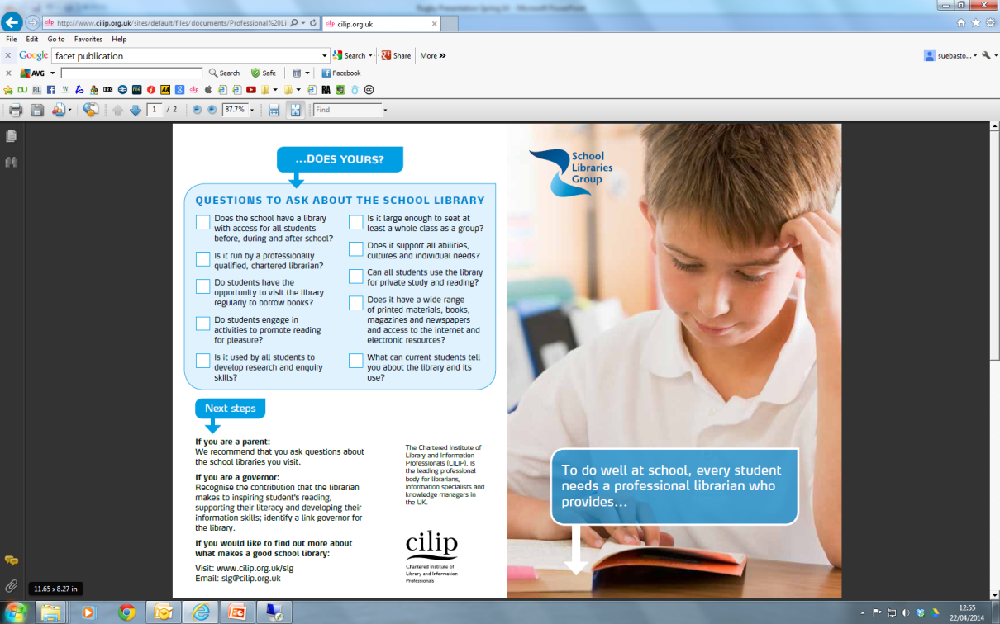 Rugby Presentation Spring 14 - Microsoft PowerPoint
http://www.cilip.org.uk/sites/default/files/documents/Professional%20Li
cilip.org.uk
File Edit Go to Favorites Help
x Google facet publication Search Share More »
suebasto...
x AVG Search Safe Facebook
1 / 2 87.7% Find
...DOES YOURS?
QUESTIONS TO ASK ABOUT THE SCHOOL LIBRARY
Does the school have a library
with access for all students
before, during and after school?
Is it run by a professionally
qualified, chartered librarian?
Do students have the
opportunity to visit the library
regularly to borrow books?
Do students engage in
activities to promote reading
for pleasure?
Is it used by all students to
develop research and enquiry
skills?
Is it large enough to seat at
least a whole class as a group?
Does it support all abilities,
cultures and individual needs?
Can all students use the library
for private study and reading?
Does it have a wide range
of printed materials, books,
magazines and newspapers
and access to the internet and
electronic resources?
What can current students tell
you about the library and its
use?
Next steps
If you are a parent:
We recommend that you ask questions about
the school libraries you visit.
If you are a governor:
Recognise the contribution that the librarian
makes to inspiring student's reading,
supporting their literacy and developing their
information skills; identify a link governor for
the library.
If you would like to find out more about
what makes a good school library:
Visit: www.cilip.org.uk/slg
Email: slg@cilip.org.uk
The Chartered Institute of
Library and Information
Professionals (CILIP), is
the leading professional
body for librarians,
information specialists and
knowledge managers in
the UK.
cilip
Chartered Institute of
Library and Information
Professionals
School
Libraries
Group
To do well at school, every student
needs a professional librarian who
provides...
11.65 x 8.27 in
12:55
22/04/2014